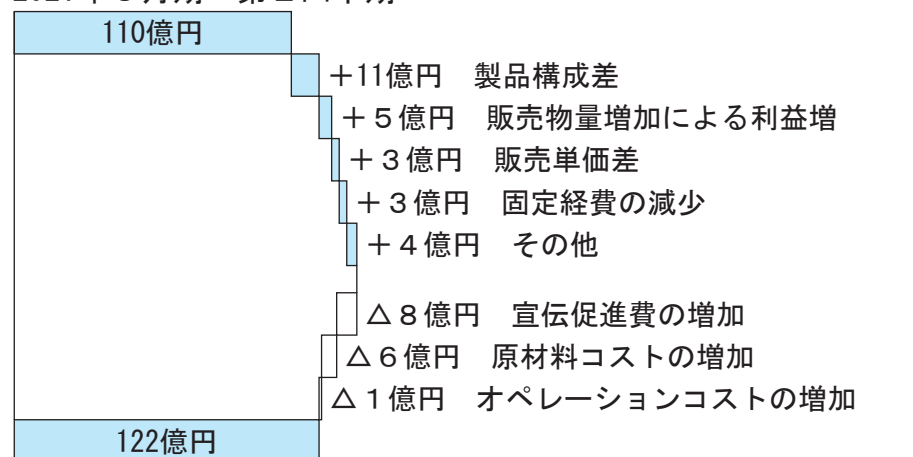 110億円
+11億円 製品構成差
+5億円 販売物量増加による利益増
+3億円 販売単価差
+3億円 固定経費の減少
+4億円 その他
△8億円 宣伝促進費の増加
△6億円 原材料コストの増加
△1億円 オペレーションコストの増加
122億円